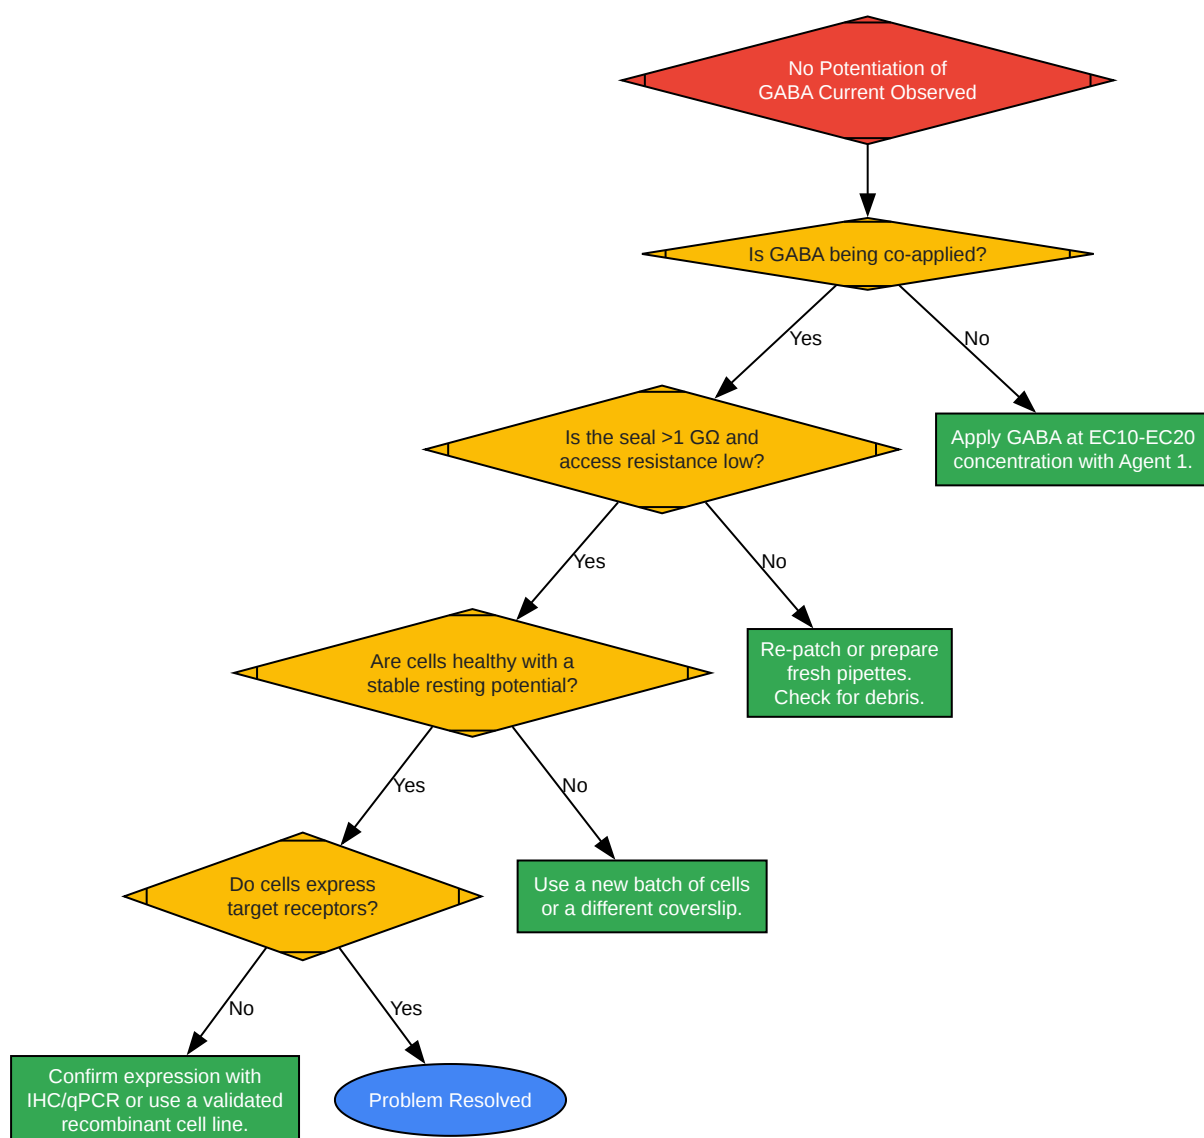 No Potentiation of
GABA Current Observed
Is GABA being co-applied?
Yes
No
Is the seal >1 GΩ and
access resistance low?
Apply GABA at EC10-EC20
concentration with Agent 1.
Yes
No
Are cells healthy with a
stable resting potential?
Re-patch or prepare
fresh pipettes.
Check for debris.
Yes
No
Do cells express
target receptors?
Use a new batch of cells
or a different coverslip.
No
Yes
Confirm expression with
IHC/qPCR or use a validated
recombinant cell line.
Problem Resolved